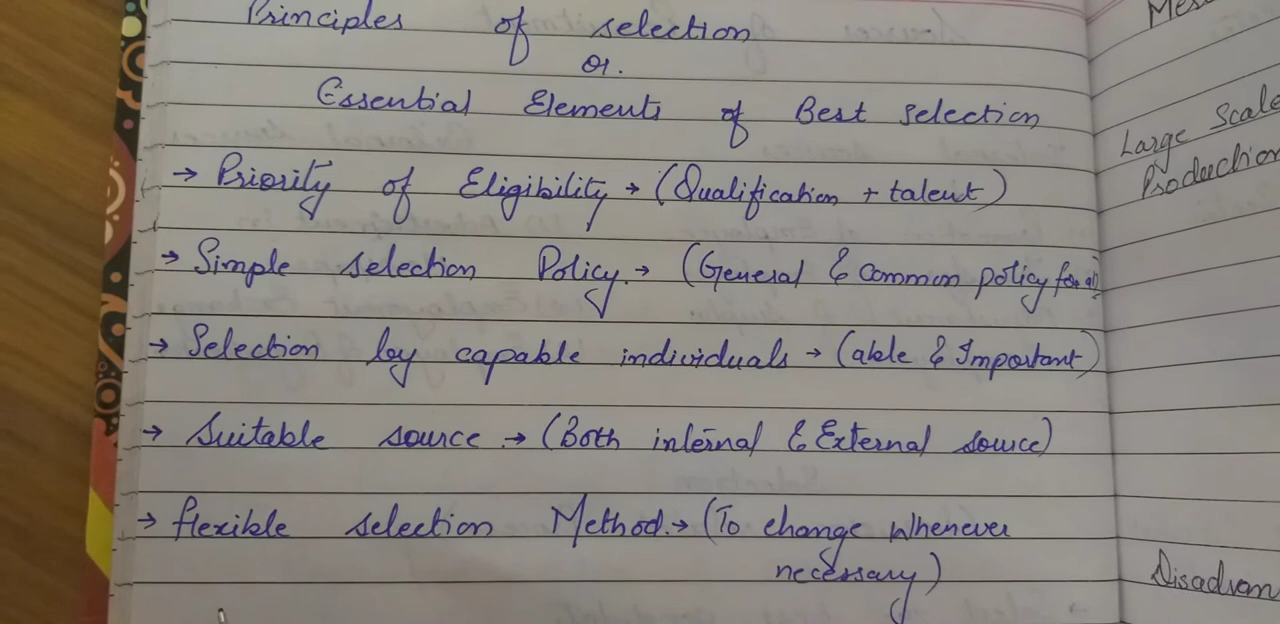 Principles of selection
or.
Essential Elements of Best selection
→ Priority of Eligibility → (Qualification + talent)
→ Simple selection Policy. → (General & Common policy for all)
→ Selection by capable individuals → (able & Important)
→ Suitable source → (Both internal & External source)
→ flexible selection Method. → (To change Whenever
necessary)
Large Scale
Production